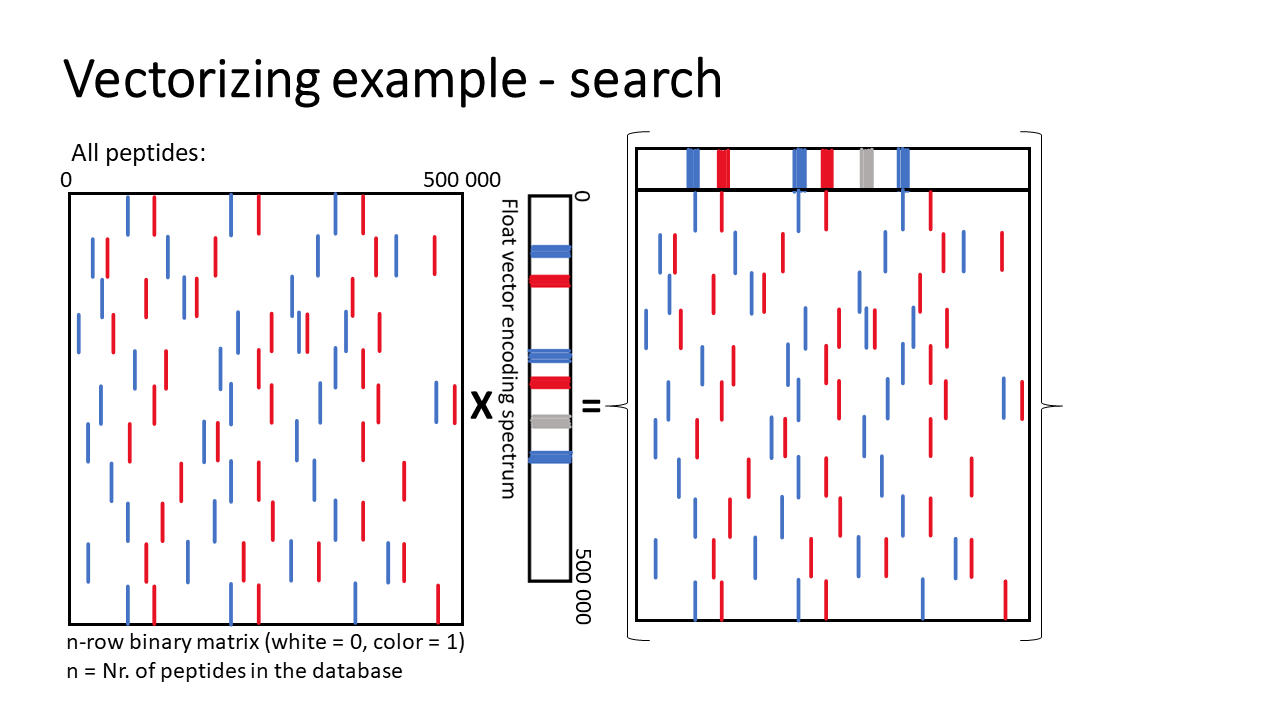 Vectorizing example - search
All peptides:
0
500 000
X
Float vector encoding spectrum
0
500 000
=
n-row binary matrix (white = 0, color = 1)
n = Nr. of peptides in the database